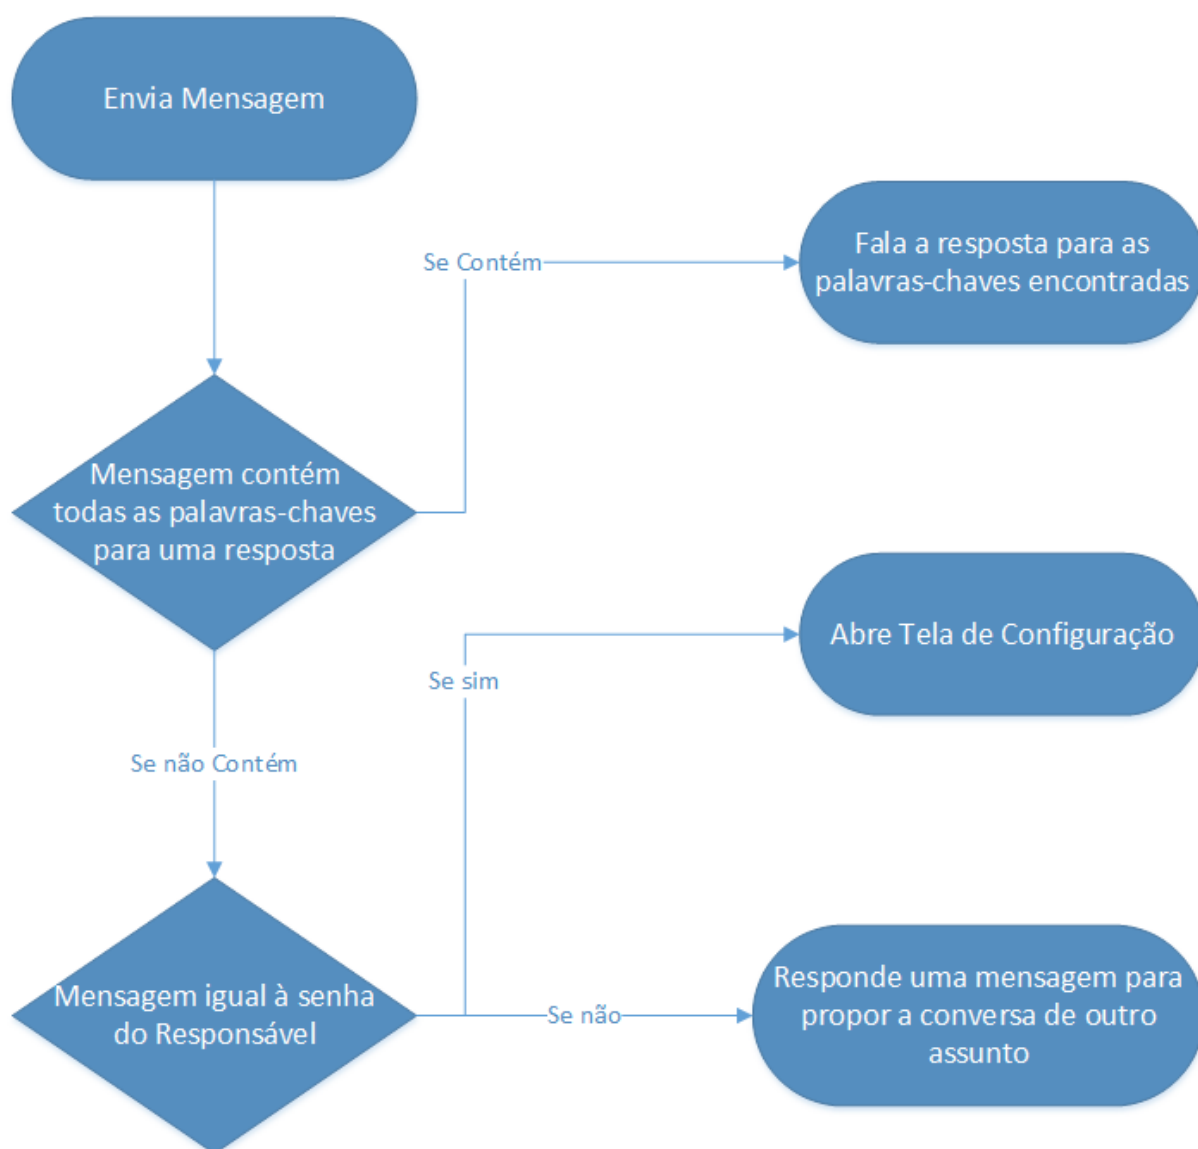 Envia Mensagem
Se Contém
Fala a resposta para as
palavras-chaves encontradas
Mensagem contém
todas as palavras-chaves
para uma resposta
Se sim
Abre Tela de Configuração
Se não Contém
Mensagem igual à senha
do Responsável
Se não
Responde uma mensagem para
propor a conversa de outro
assunto